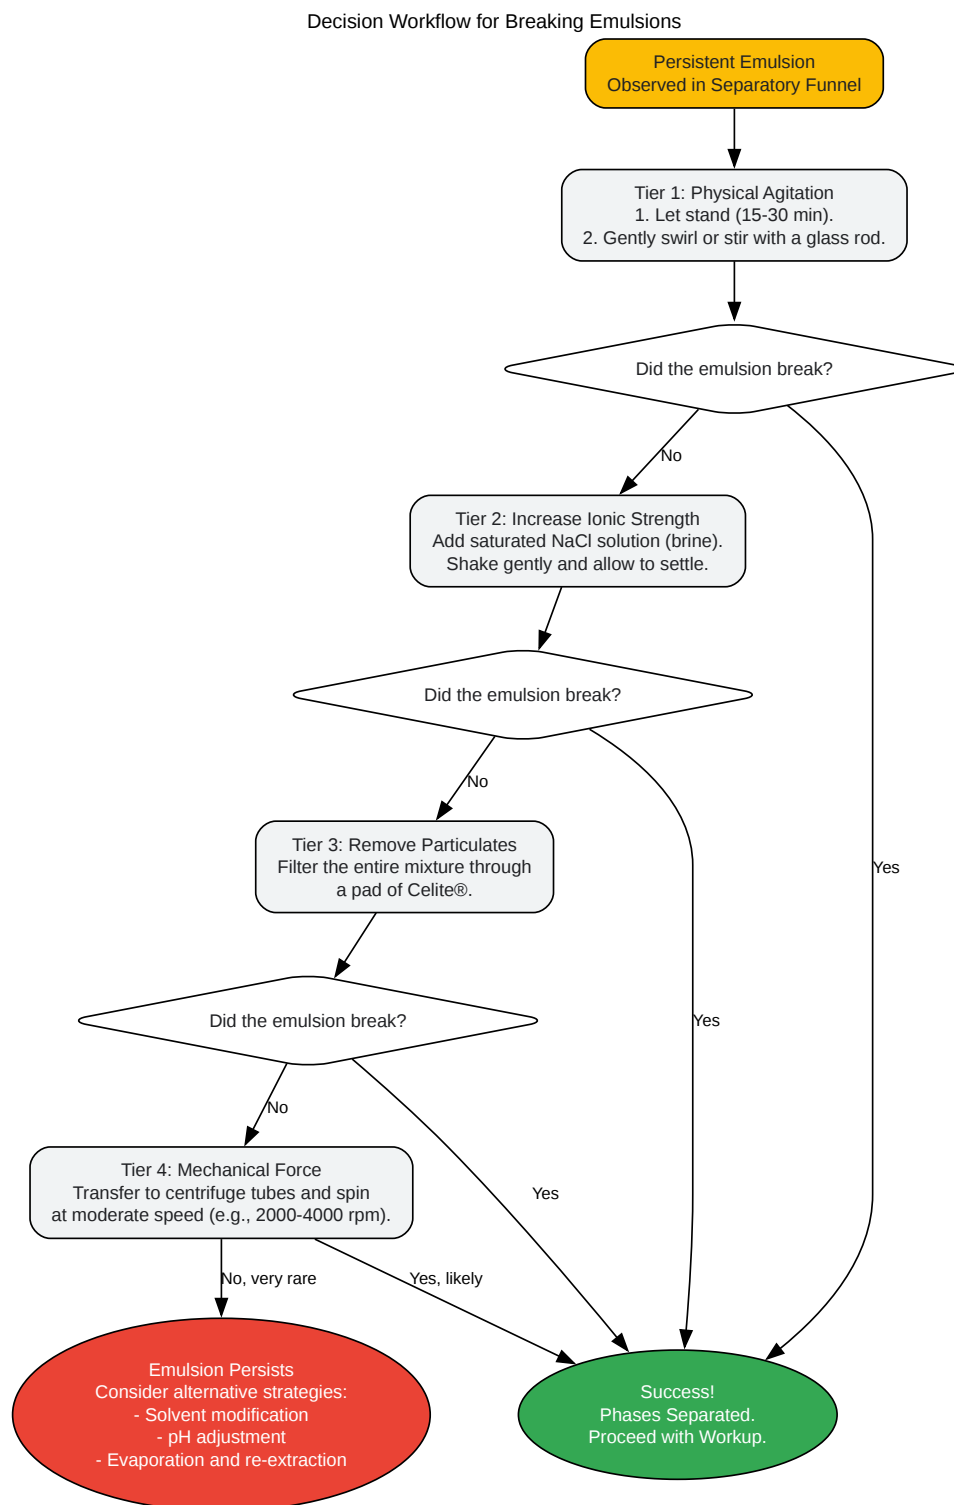 Decision Workflow for Breaking Emulsions
Persistent Emulsion
Observed in Separatory Funnel
Tier 1: Physical Agitation
1. Let stand (15-30 min).
2. Gently swirl or stir with a glass rod.
Did the emulsion break?
No
Tier 2: Increase Ionic Strength
Add saturated NaCl solution (brine).
Shake gently and allow to settle.
Did the emulsion break?
No
Tier 3: Remove Particulates
Filter the entire mixture through
a pad of Celite®.
Yes
Did the emulsion break?
Yes
No
Tier 4: Mechanical Force
Transfer to centrifuge tubes and spin
at moderate speed (e.g., 2000-4000 rpm).
Yes
No, very rare
Yes, likely
Emulsion Persists
Consider alternative strategies:
- Solvent modification
- pH adjustment
- Evaporation and re-extraction
Success!
Phases Separated.
Proceed with Workup.